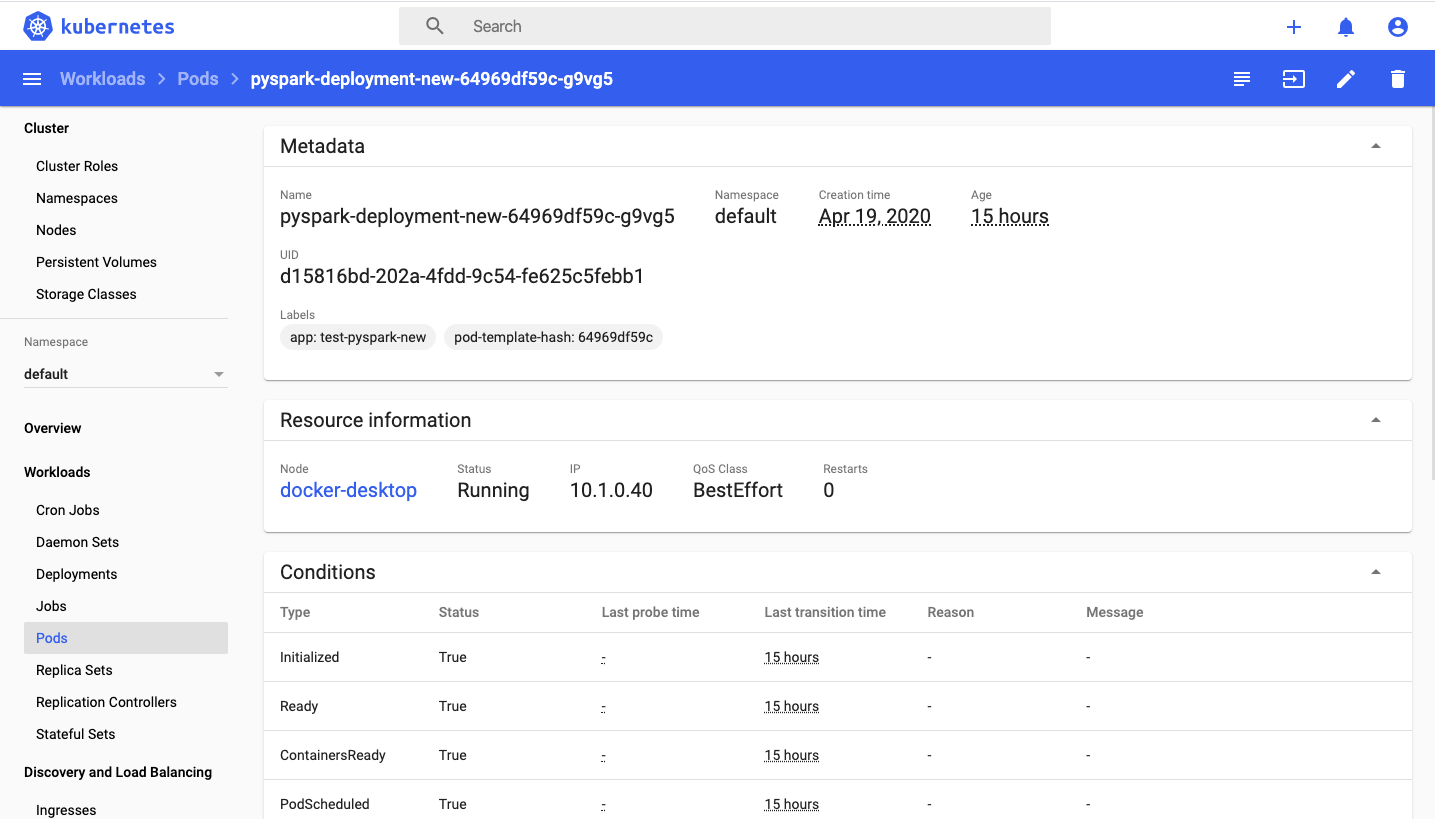 kubernetes
Search
Workloads > Pods > pyspark-deployment-new-64969df59c-g9vg5
Cluster
Cluster Roles
Namespaces
Nodes
Persistent Volumes
Storage Classes
Namespace
default
Overview
Workloads
Cron Jobs
Daemon Sets
Deployments
Jobs
Pods
Replica Sets
Replication Controllers
Stateful Sets
Discovery and Load Balancing
Ingresses
Metadata
Name Namespace Creation time Age
pyspark-deployment-new-64969df59c-g9vg5 default Apr 19, 2020 15 hours
UID
d15816bd-202a-4fdd-9c54-fe625c5febb1
Labels
app: test-pyspark-new pod-template-hash: 64969df59c
Resource information
Node Status IP QoS Class Restarts
docker-desktop Running 10.1.0.40 BestEffort 0
Conditions
Type Status Last probe time Last transition time Reason Message
Initialized True - 15 hours - -
Ready True - 15 hours - -
ContainersReady True - 15 hours - -
PodScheduled True - 15 hours - -